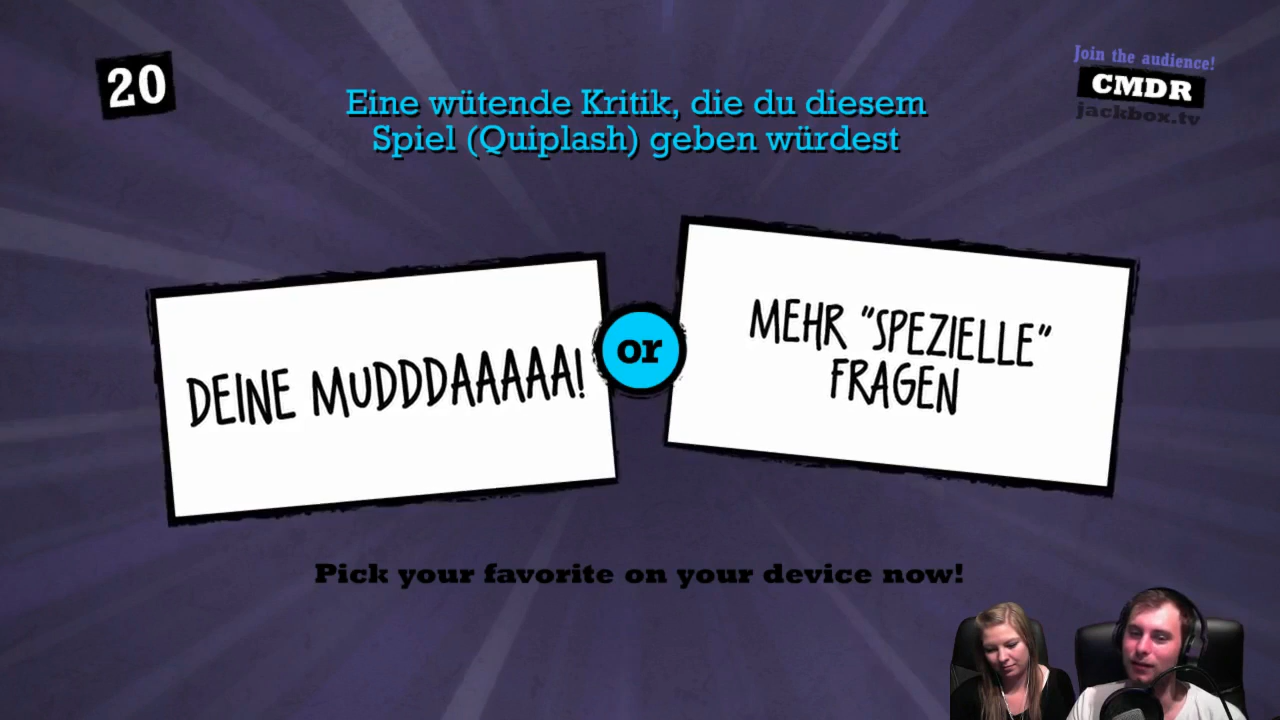 20
Eine wütende Kritik, die du diesem
Spiel (Quiplash) geben würdest
Join the audience!
CMDR
jackbox.tv
DEINE MUDDDAAAAA!
or
MEHR "SPEZIELLE"
FRAGEN
Pick your favorite on your device now!